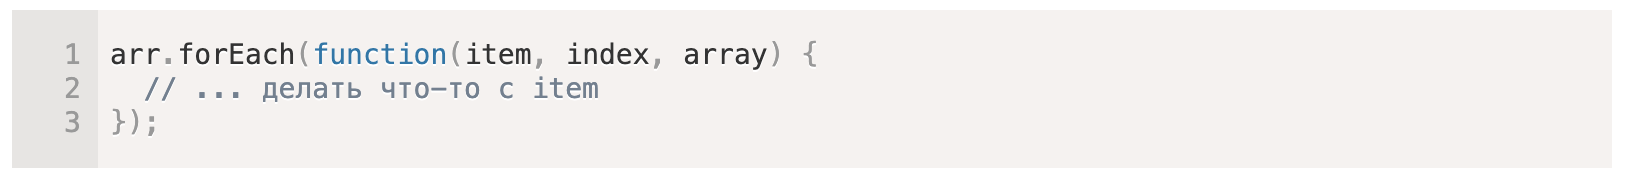 1 arr.forEach(function(item, index, array) {
2   // ... делать что-то с item
3 });